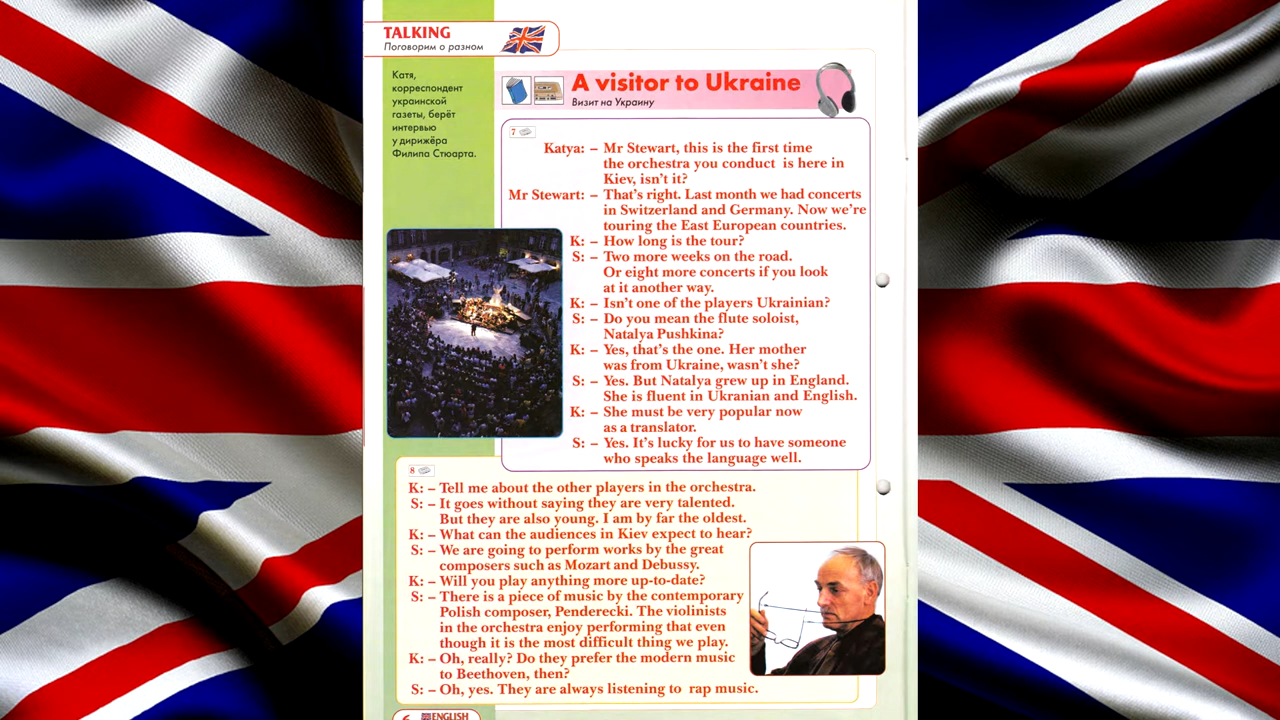 TALKING
Поговорим о разном
Катя,
корреспондент
украинской
газеты, берёт
интервью
у дирижёра
Филипа Стюарта.
A visitor to Ukraine
Визит на Украину
7
Katya: – Mr Stewart, this is the first time
the orchestra you conduct is here in
Kiev, isn't it?
Mr Stewart: – That's right. Last month we had concerts
in Switzerland and Germany. Now we're
touring the East European countries.
K: – How long is the tour?
S: – Two more weeks on the road.
Or eight more concerts if you look
at it another way.
K: – Isn't one of the players Ukrainian?
S: – Do you mean the flute soloist,
Natalya Pushkina?
K: – Yes, that's the one. Her mother
was from Ukraine, wasn't she?
S: – Yes. But Natalya grew up in England.
She is fluent in Ukranian and English.
K: – She must be very popular now
as a translator.
S: – Yes. It's lucky for us to have someone
who speaks the language well.
8
K: – Tell me about the other players in the orchestra.
S: – It goes without saying they are very talented.
But they are also young. I am by far the oldest.
K: – What can the audiences in Kiev expect to hear?
S: – We are going to perform works by the great
composers such as Mozart and Debussy.
K: – Will you play anything more up-to-date?
S: – There is a piece of music by the contemporary
Polish composer, Penderecki. The violinists
in the orchestra enjoy performing that even
though it is the most difficult thing we play.
K: – Oh, really? Do they prefer the modern music
to Beethoven, then?
S: – Oh, yes. They are always listening to rap music.
6 ENGLISH